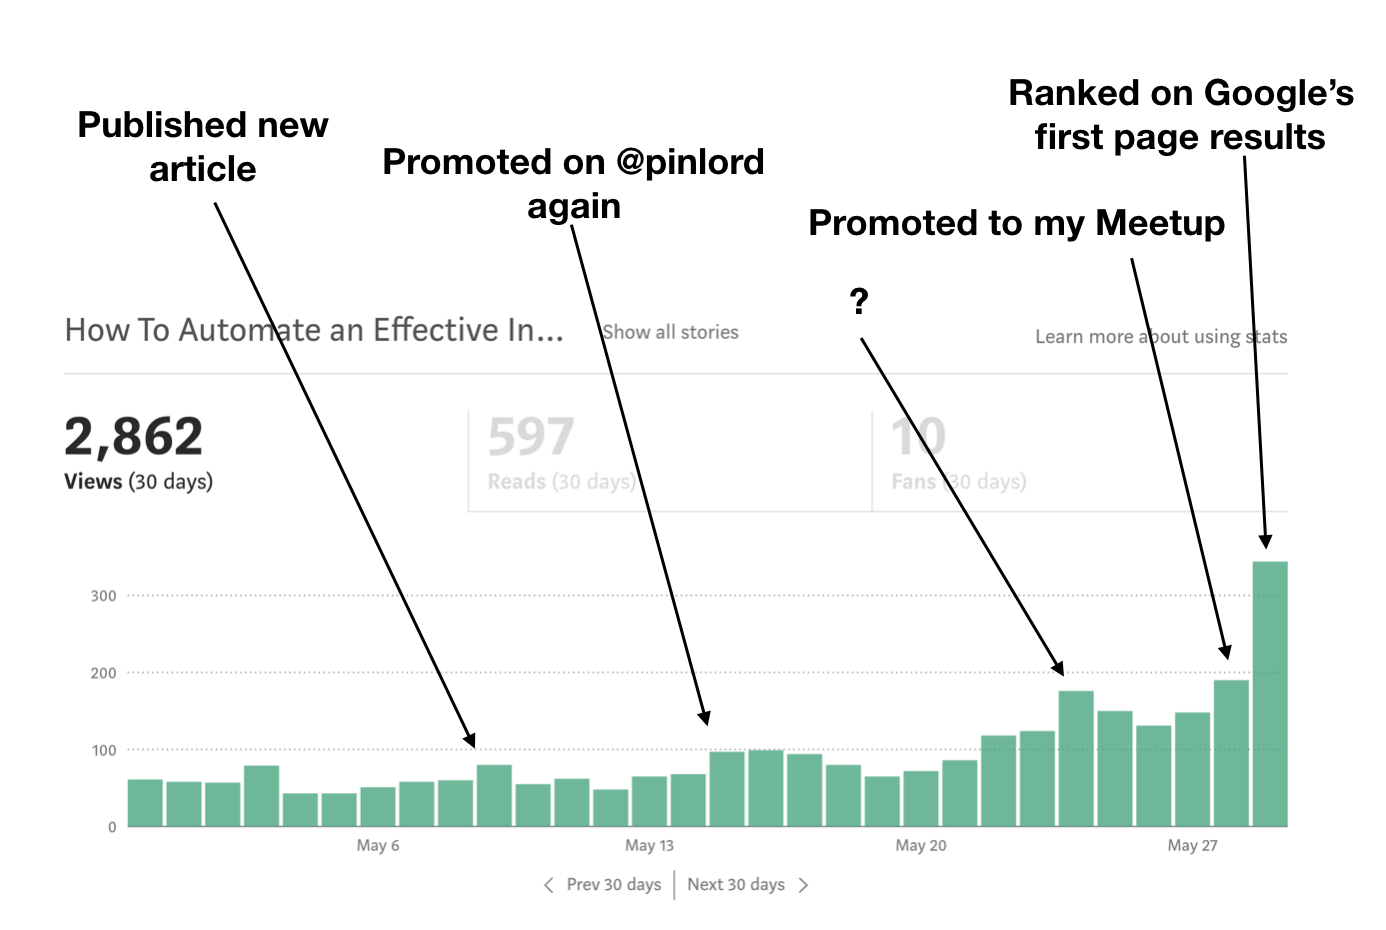 Ranked on Google’s
first page results
Published new
article
Promoted on @pinlord
again
Promoted to my Meetup
?
How To Automate an Effective In…
Show all stories
Learn more about using stats
2,862
Views (30 days)
597
Reads (30 days)
10
Fans (30 days)
300
200
100
0
May 6
May 13
May 20
May 27
Prev 30 days
Next 30 days